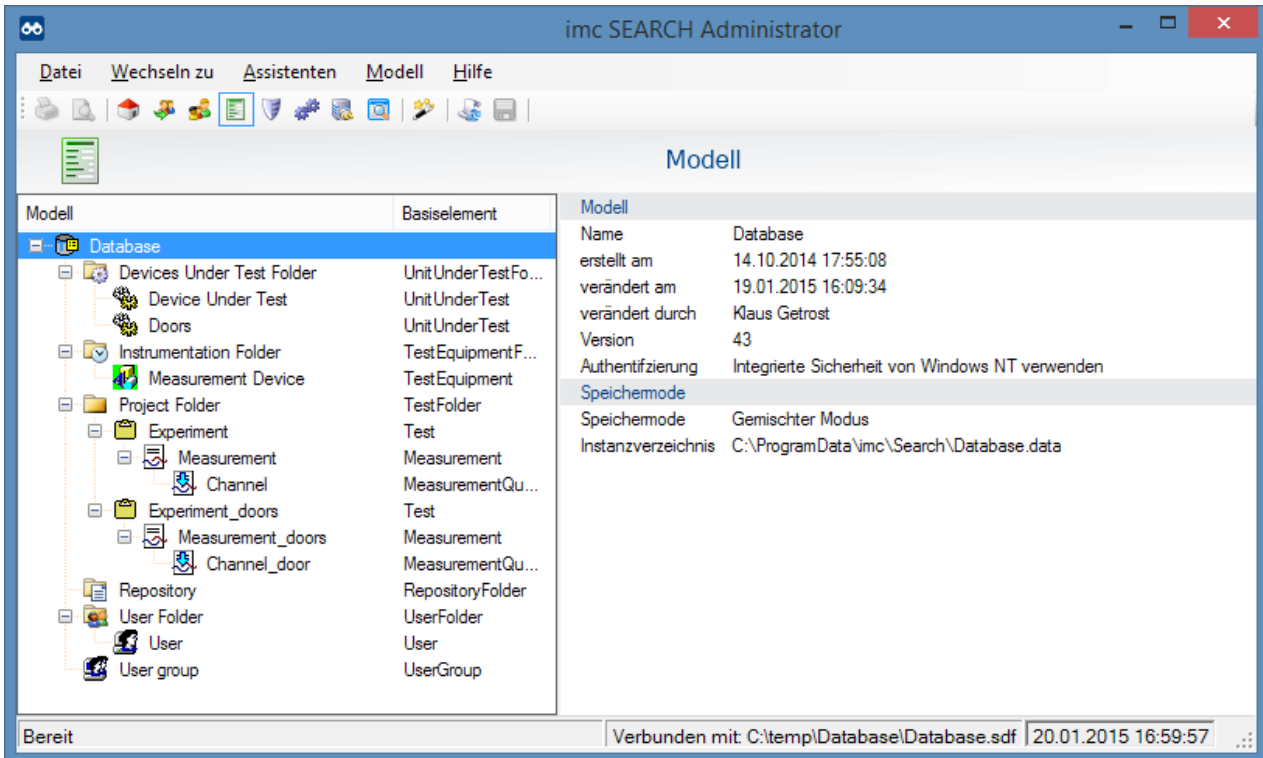 imc SEARCH Administrator
Datei Wechseln zu Assistenten Modell Hilfe
Modell
Modell Basiselement
Database
Devices Under Test Folder UnitUnderTestFo...
Device Under Test UnitUnderTest
Doors UnitUnderTest
Instrumentation Folder TestEquipmentF...
Measurement Device TestEquipment
Project Folder TestFolder
Experiment Test
Measurement Measurement
Channel MeasurementQu...
Experiment_doors Test
Measurement_doors Measurement
Channel_door MeasurementQu...
Repository RepositoryFolder
User Folder UserFolder
User User
User group UserGroup
Modell
Name Database
erstellt am 14.10.2014 17:55:08
verändert am 19.01.2015 16:09:34
verändert durch Klaus Getrost
Version 43
Authentifzierung Integrierte Sicherheit von Windows NT verwenden
Speichermode
Speichermode Gemischter Modus
Instanzverzeichnis C:\ProgramData\imc\Search\Database.data
Bereit Verbunden mit: C:\temp\Database\Database.sdf 20.01.2015 16:59:57